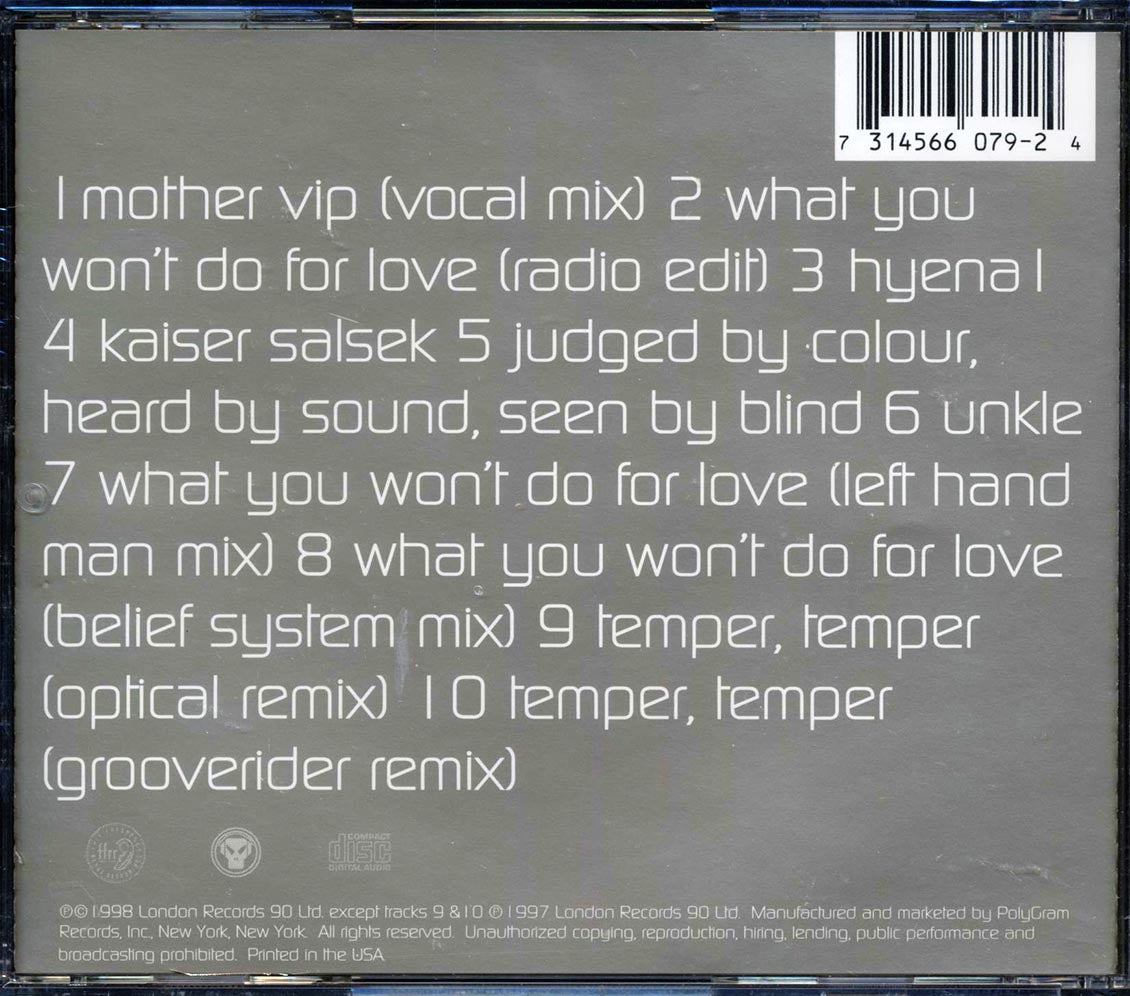 7 314566 079-2 4
1 mother vip (vocal mix) 2 what you
won't do for love (radio edit) 3 hyena 1
4 kaiser salsek 5 judged by colour,
heard by sound, seen by blind 6 unkle
7 what you won't do for love (left hand
man mix) 8 what you won't do for love
(belief system mix) 9 temper, temper
(optical remix) 10 temper, temper
(grooverider remix)
ffrr
COMPACT
disc
DIGITAL AUDIO
℗© 1998 London Records 90 Ltd. except tracks 9 & 10 ℗ 1997 London Records 90 Ltd. Manufactured and marketed by PolyGram
Records, Inc., New York, New York. All rights reserved. Unauthorized copying, reproduction, hiring, lending, public performance and
broadcasting prohibited. Printed in the USA